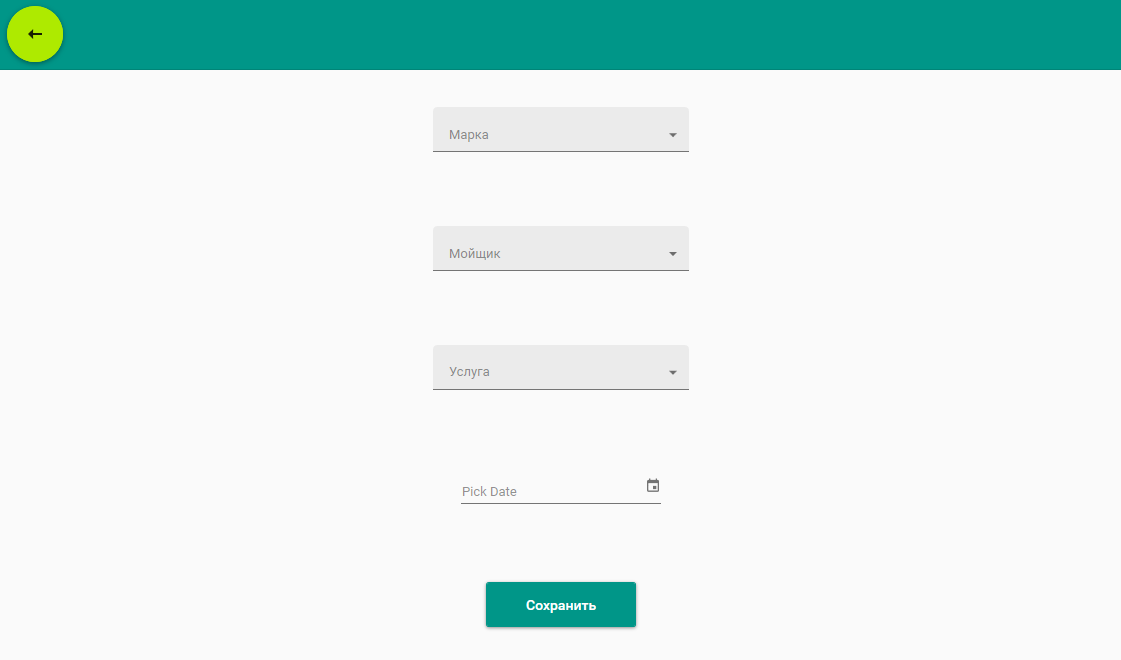 Марка
Мойщик
Услуга
Pick Date
Сохранить